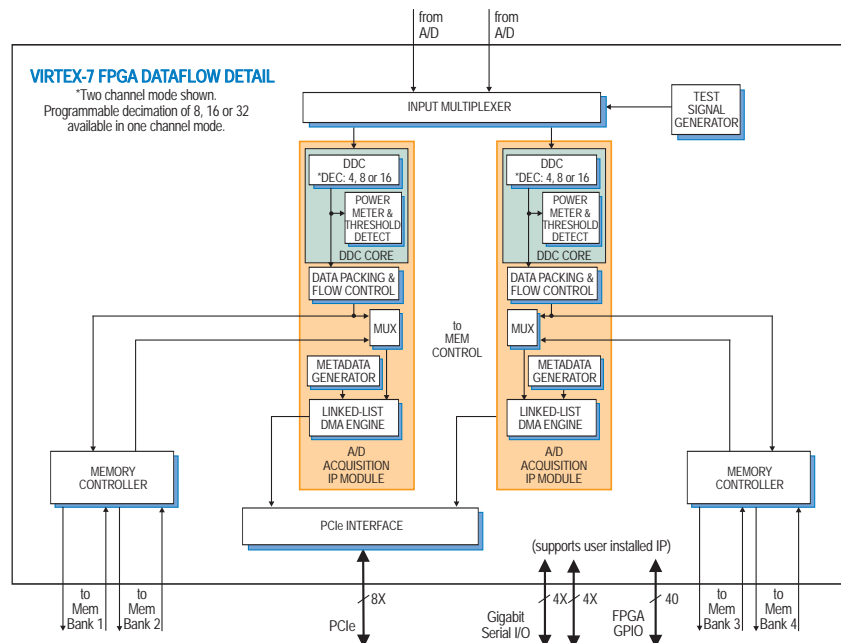 from
A/D
from
A/D
VIRTEX-7 FPGA DATAFLOW DETAIL
*Two channel mode shown.
Programmable decimation of 8, 16 or 32
available in one channel mode.
INPUT MULTIPLEXER
TEST
SIGNAL
GENERATOR
DDC
*DEC: 4, 8 or 16
POWER
METER &
THRESHOLD
DETECT
DDC CORE
DATA PACKING &
FLOW CONTROL
MUX
METADATA
GENERATOR
LINKED-LIST
DMA ENGINE
A/D
ACQUISITION
IP MODULE
to
MEM
CONTROL
DDC
*DEC: 4, 8 or 16
POWER
METER &
THRESHOLD
DETECT
DDC CORE
DATA PACKING &
FLOW CONTROL
MUX
METADATA
GENERATOR
LINKED-LIST
DMA ENGINE
A/D
ACQUISITION
IP MODULE
MEMORY
CONTROLLER
MEMORY
CONTROLLER
PCIe INTERFACE
(supports user installed IP)
to
Mem
Bank 1
to
Mem
Bank 2
8X
PCIe
4X
4X
Gigabit
Serial I/O
40
FPGA
GPIO
to
Mem
Bank 3
to
Mem
Bank 4